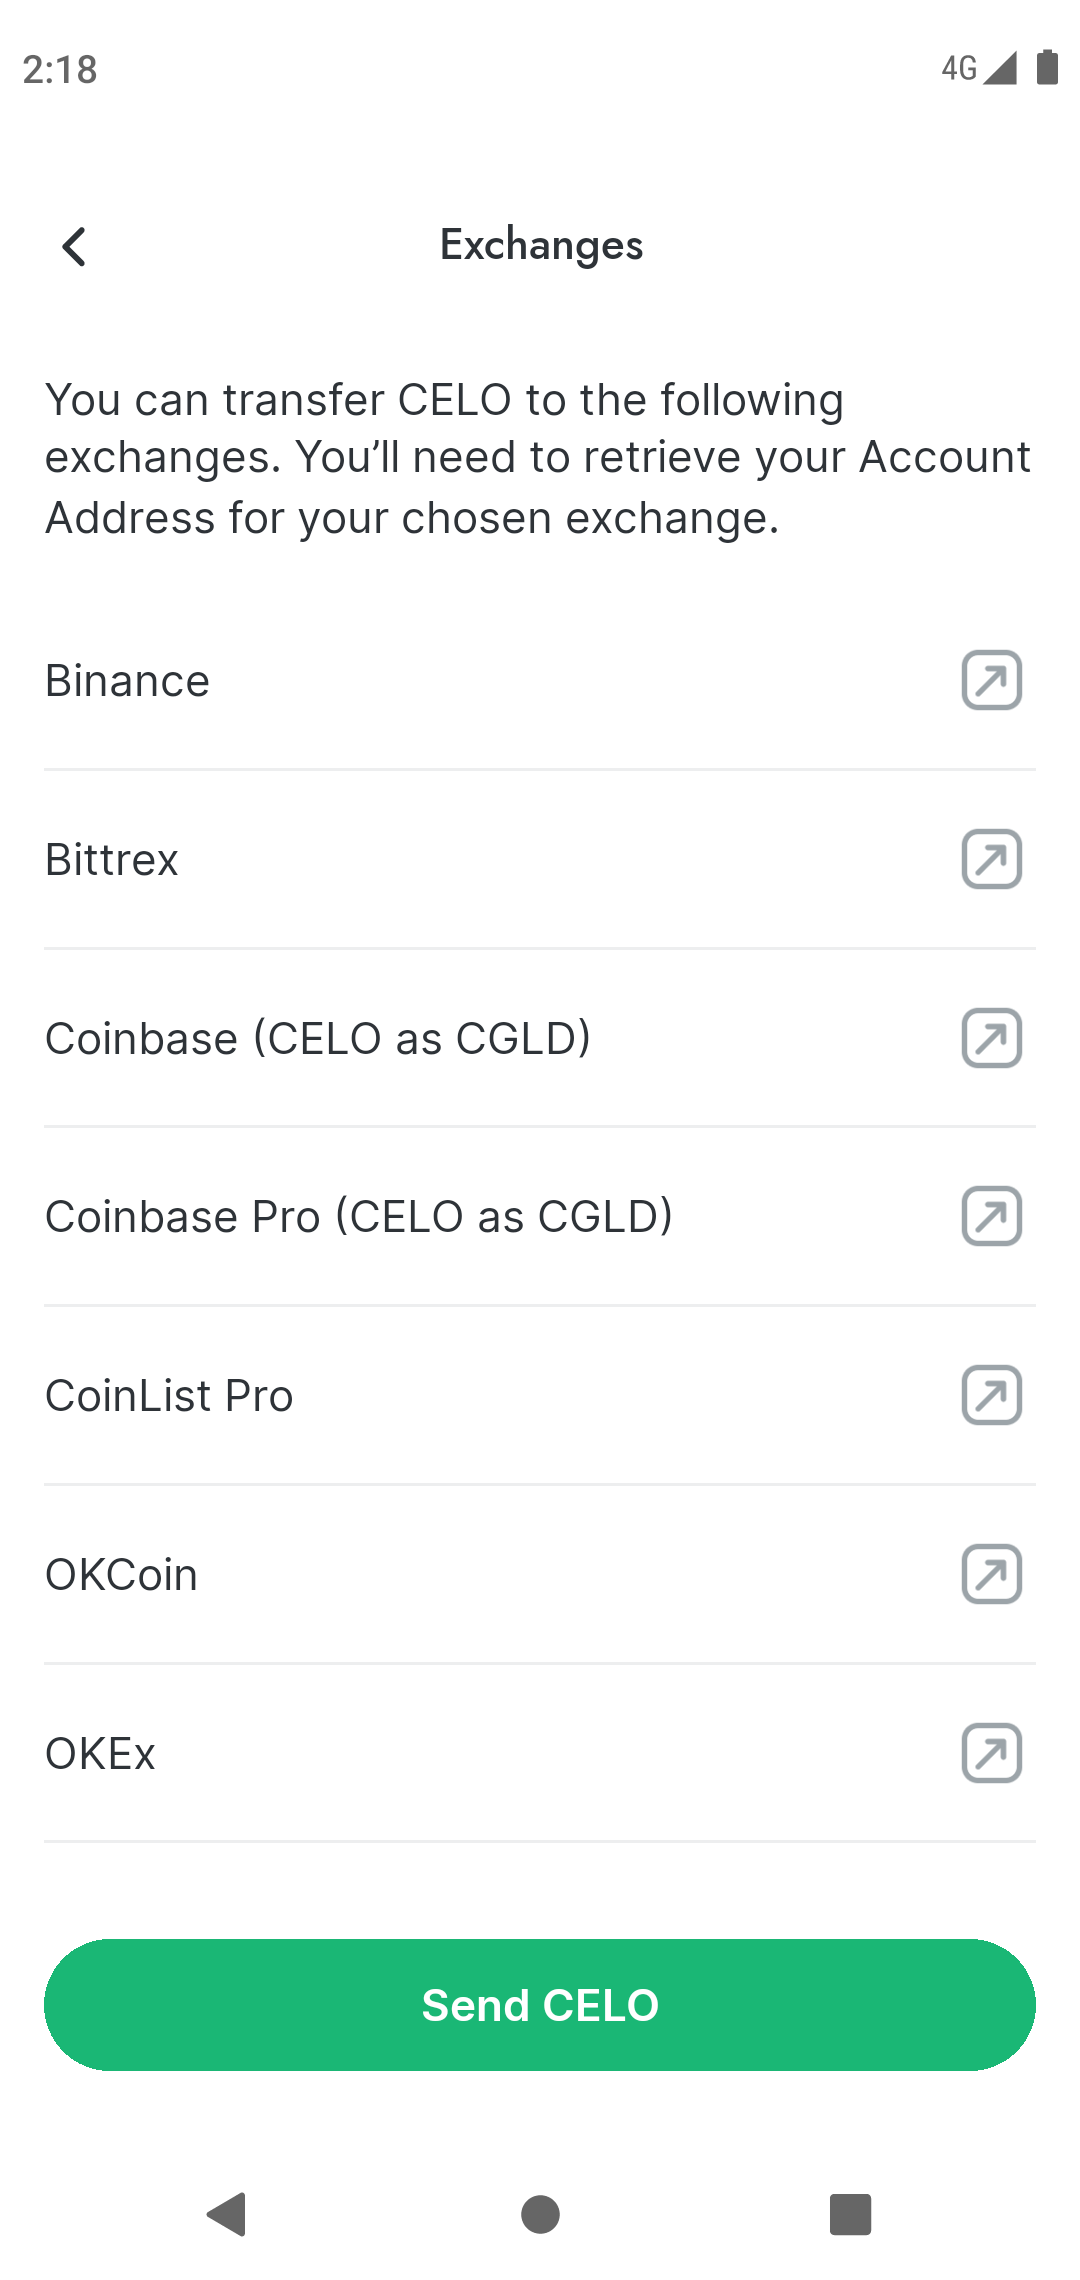 2:18
4G
Exchanges
You can transfer CELO to the following
exchanges. You’ll need to retrieve your Account
Address for your chosen exchange.
Binance
Bittrex
Coinbase (CELO as CGLD)
Coinbase Pro (CELO as CGLD)
CoinList Pro
OKCoin
OKEx
Send CELO